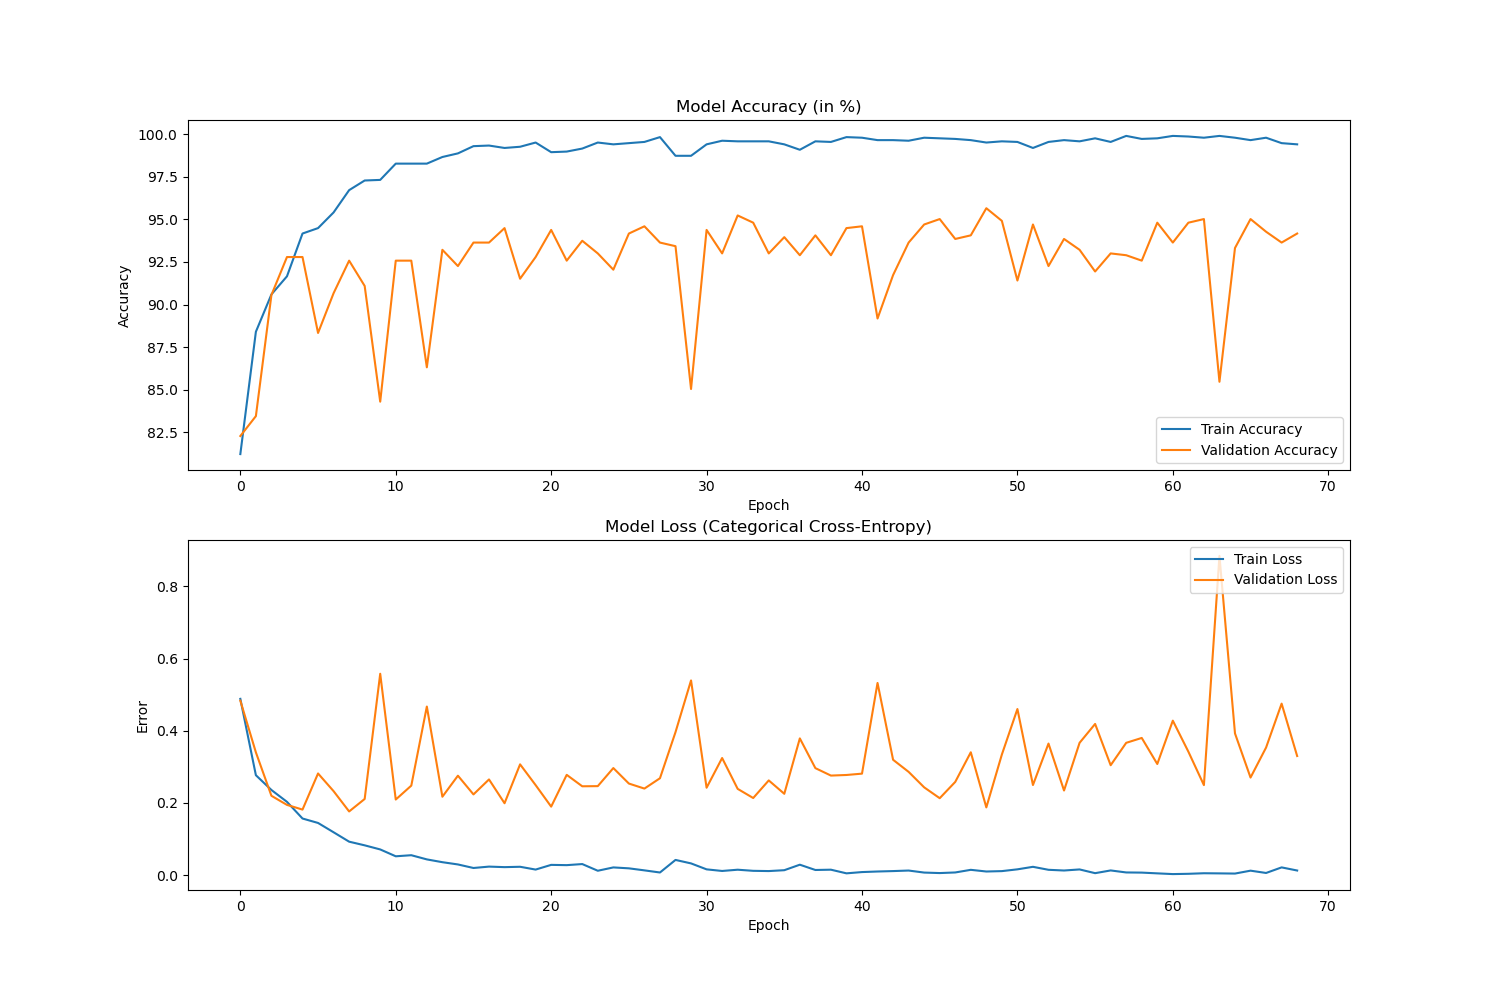 Model Accuracy (in %)
100.0
97.5
95.0
92.5
90.0
87.5
85.0
82.5
Accuracy
Train Accuracy
Validation Accuracy
0 10 20 30 40 50 60 70
Epoch
Model Loss (Categorical Cross-Entropy)
0.8
0.6
0.4
0.2
0.0
Error
Train Loss
Validation Loss
0 10 20 30 40 50 60 70
Epoch